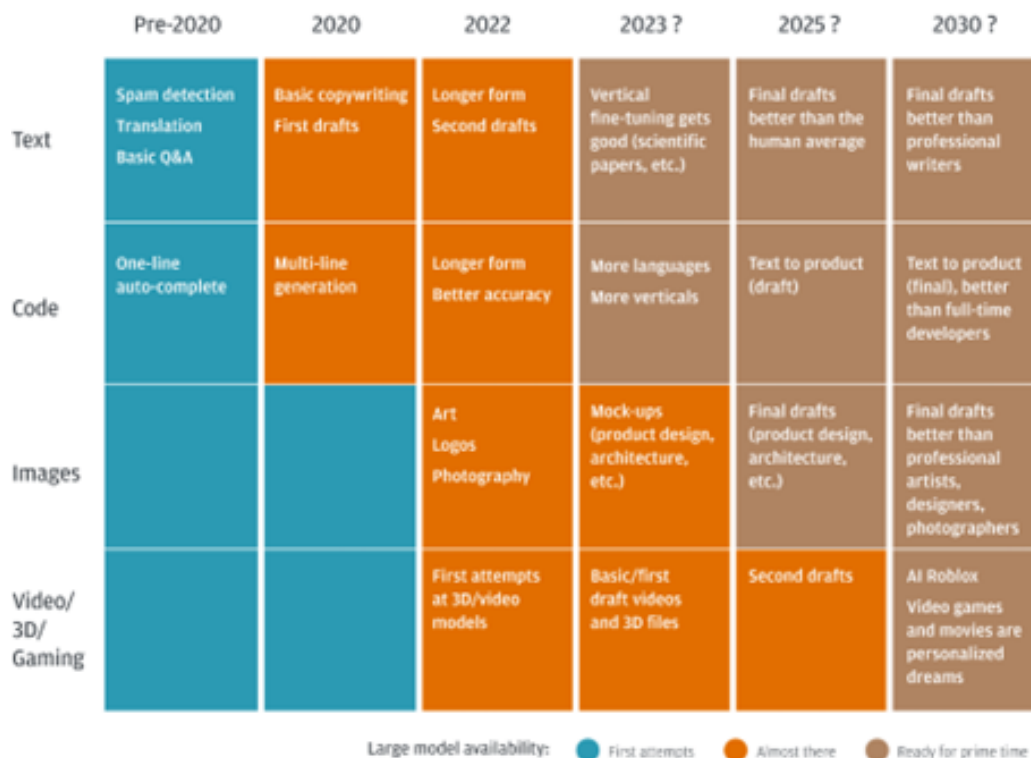 Pre-2020
2020
2022
2023 ?
2025 ?
2030 ?
Text
Spam detection
Translation
Basic Q&A
Basic copywriting
First drafts
Longer form
Second drafts
Vertical
fine-tuning gets
good (scientific
papers, etc.)
Final drafts
better than the
human average
Final drafts
better than
professional
writers
Code
One-line
auto-complete
Multi-line
generation
Longer form
Better accuracy
More languages
More verticals
Text to product
(draft)
Text to product
(final), better
than full-time
developers
Images
Art
Logos
Photography
Mock-ups
(product design,
architecture,
etc.)
Final drafts
(product design,
architecture,
etc.)
Final drafts
better than
professional
artists,
designers,
photographers
Video/
3D/
Gaming
First attempts
at 3D/video
models
Basic/first
draft videos
and 3D files
Second drafts
AI Roblox
Video games
and movies are
personalized
dreams
Large model availability:
First attempts
Almost there
Ready for prime time